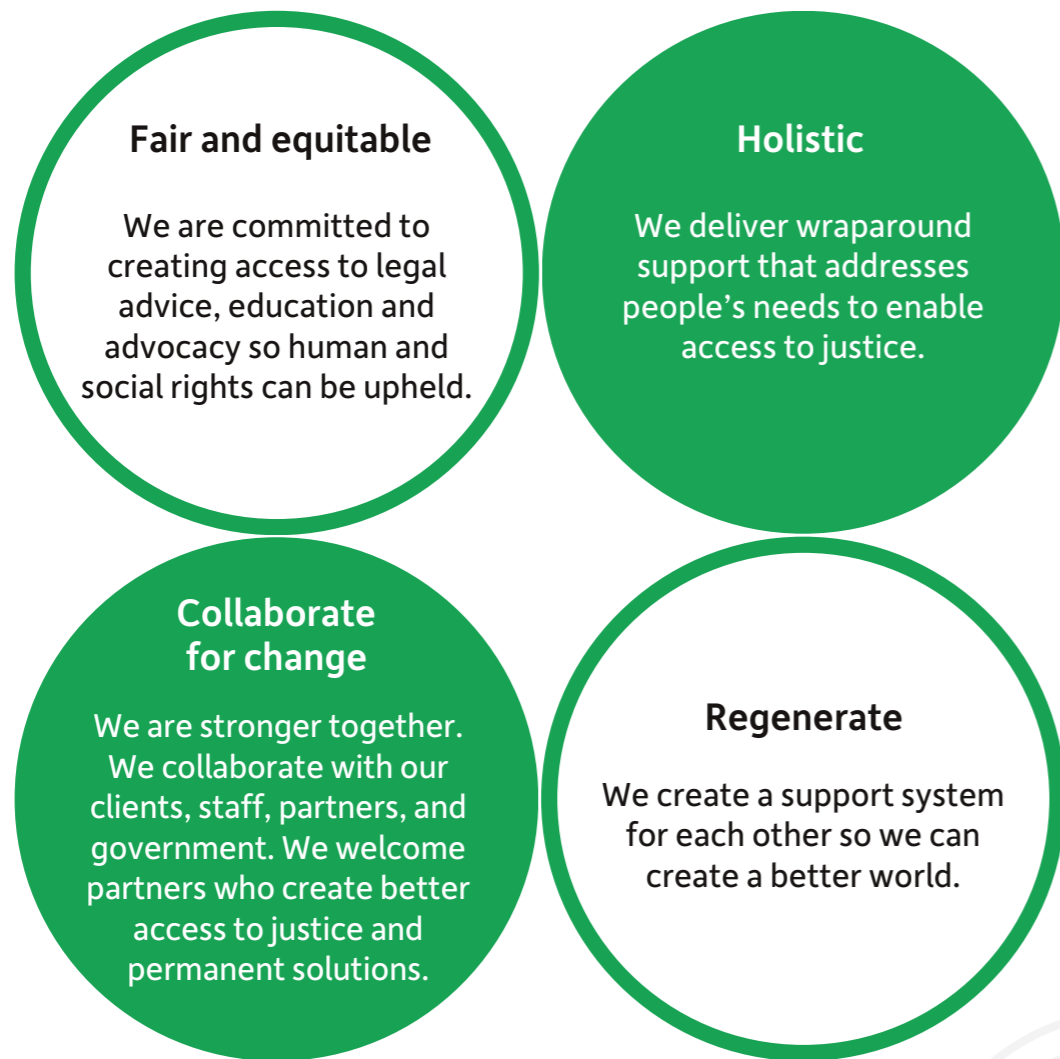 Fair and equitable
We are committed to
creating access to legal
advice, education and
advocacy so human and
social rights can be upheld.
Holistic
We deliver wraparound
support that addresses
people’s needs to enable
access to justice.
Collaborate
for change
We are stronger together.
We collaborate with our
clients, staff, partners, and
government. We welcome
partners who create better
access to justice and
permanent solutions.
Regenerate
We create a support system
for each other so we can
create a better world.